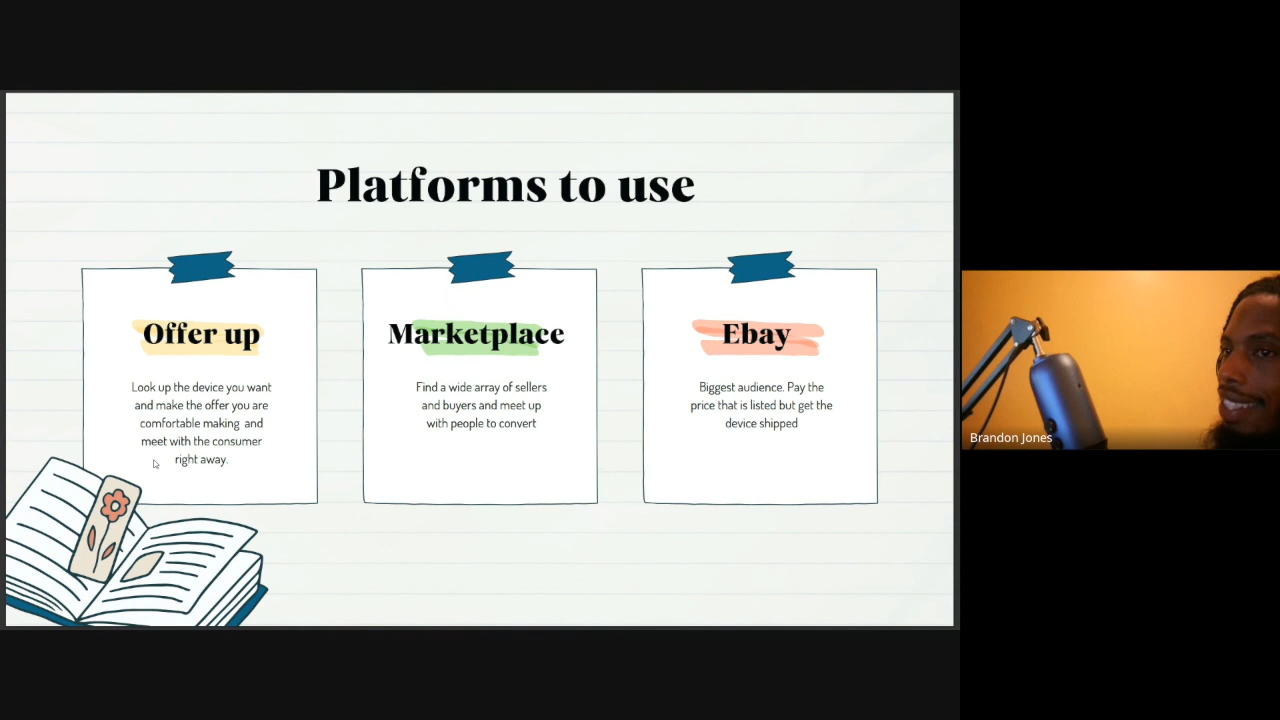 Platforms to use
Offer up
Look up the device you want
and make the offer you are
comfortable making and
meet with the consumer
right away.
Marketplace
Find a wide array of sellers
and buyers and meet up
with people to convert
Ebay
Biggest audience. Pay the
price that is listed but get the
device shipped
Brandon Jones